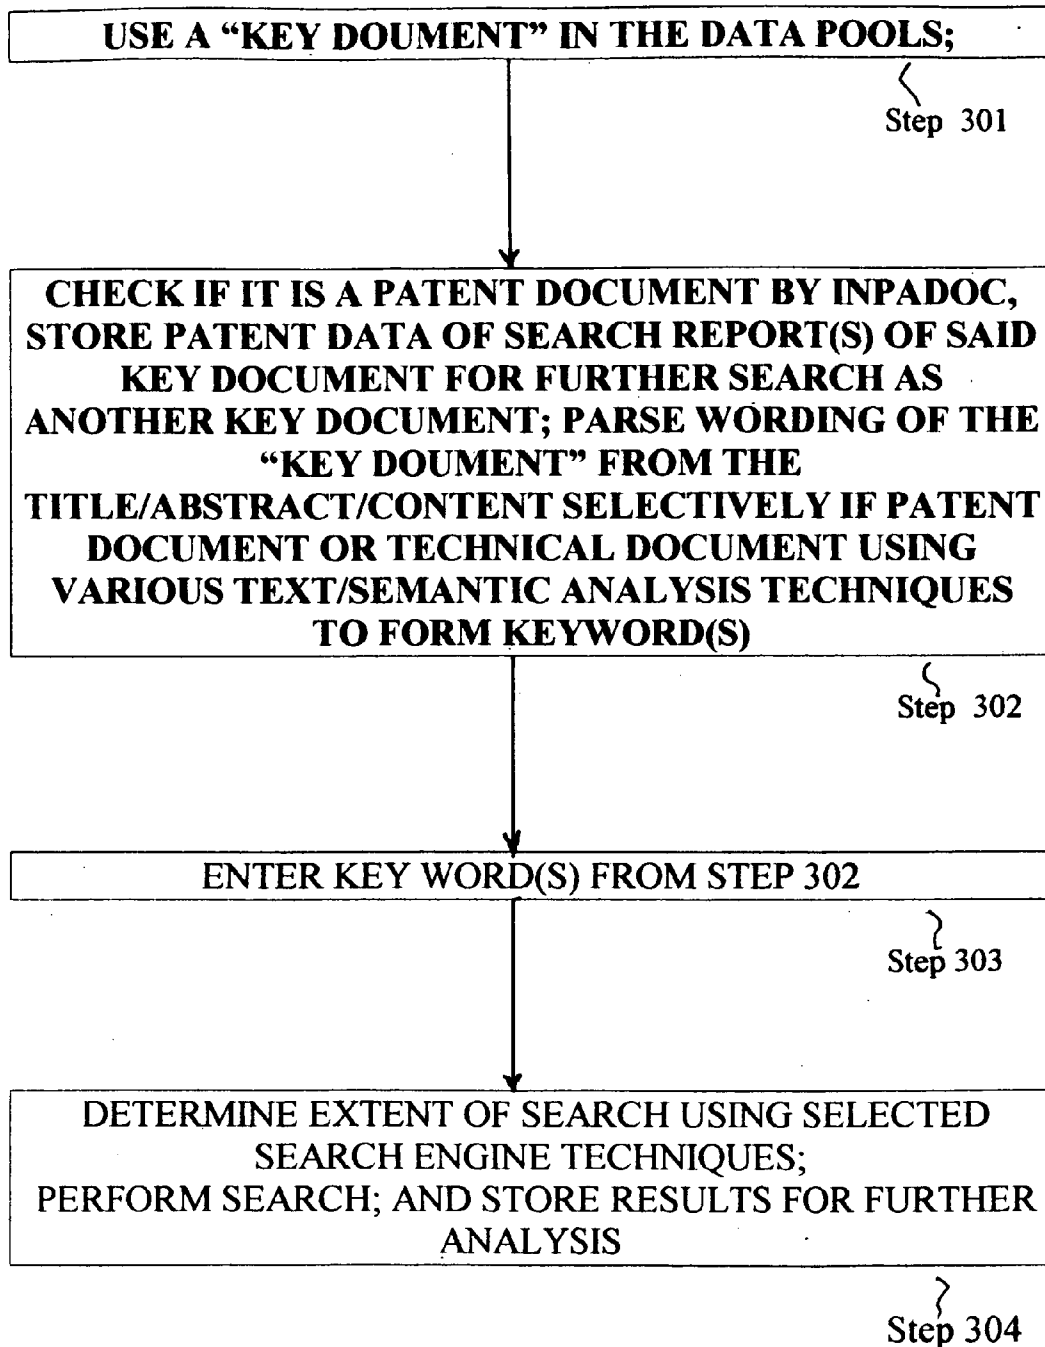 USE A “KEY DOUMENT” IN THE DATA POOLS;
Step 301
CHECK IF IT IS A PATENT DOCUMENT BY INPADOC,
STORE PATENT DATA OF SEARCH REPORT(S) OF SAID
KEY DOCUMENT FOR FURTHER SEARCH AS
ANOTHER KEY DOCUMENT; PARSE WORDING OF THE
“KEY DOUMENT” FROM THE
TITLE/ABSTRACT/CONTENT SELECTIVELY IF PATENT
DOCUMENT OR TECHNICAL DOCUMENT USING
VARIOUS TEXT/SEMANTIC ANALYSIS TECHNIQUES
TO FORM KEYWORD(S)
Step 302
ENTER KEY WORD(S) FROM STEP 302
Step 303
DETERMINE EXTENT OF SEARCH USING SELECTED
SEARCH ENGINE TECHNIQUES;
PERFORM SEARCH; AND STORE RESULTS FOR FURTHER
ANALYSIS
Step 304